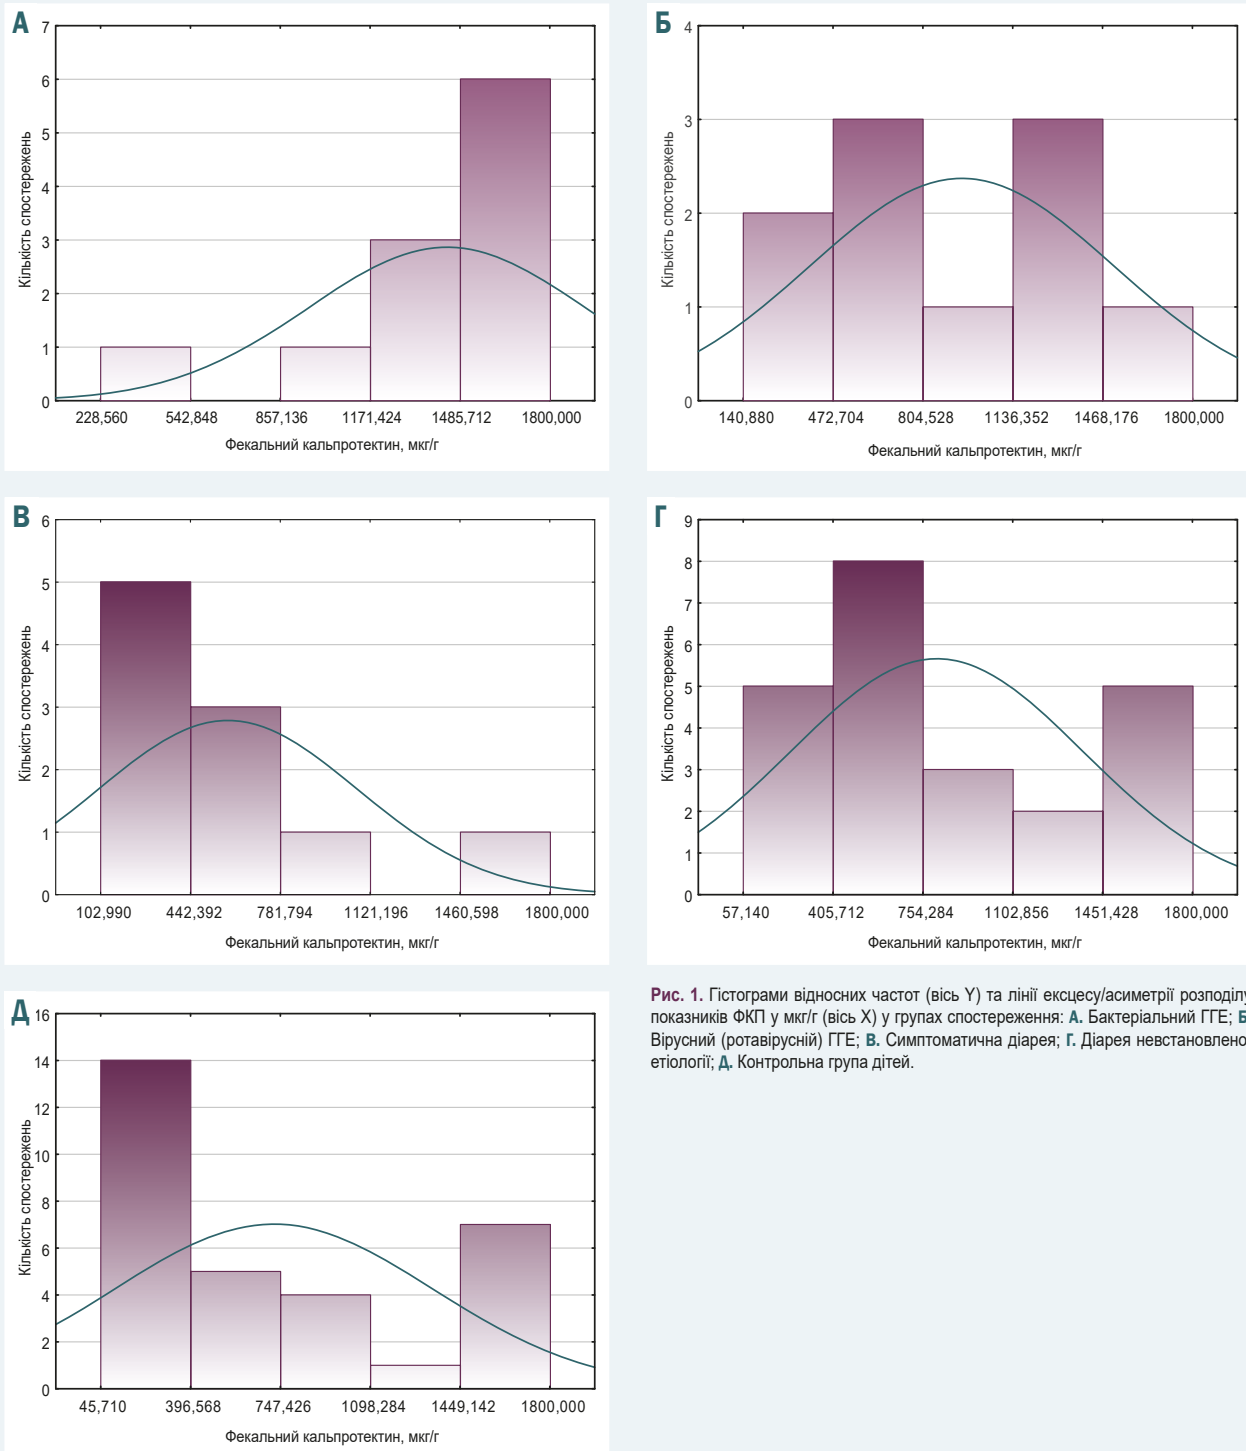 А
7
6
5
4
3
2
1
0
Кількість спостережень
228,560 542,848 857,136 1171,424 1485,712 1800,000
Фекальний кальпротектин, мкг/г
Б
4
3
2
1
0
Кількість спостережень
140,880 472,704 804,528 1136,352 1468,176 1800,000
Фекальний кальпротектин, мкг/г
В
6
5
4
3
2
1
0
Кількість спостережень
102,990 442,392 781,794 1121,196 1460,598 1800,000
Фекальний кальпротектин, мкг/г
Г
9
8
7
6
5
4
3
2
1
0
Кількість спостережень
57,140 405,712 754,284 1102,856 1451,428 1800,000
Фекальний кальпротектин, мкг/г
Д
16
14
12
10
8
6
4
2
0
Кількість спостережень
45,710 396,568 747,426 1098,284 1449,142 1800,000
Фекальний кальпротектин, мкг/г
Рис. 1. Гістограми відносних частот (вісь Y) та лінії ексцесу/асиметрії розподілу
показників ФКП у мкг/г (вісь X) у групах спостереження: А. Бактеріальний ГГЕ; Б
Вірусний (ротавірусній) ГГЕ; В. Симптоматична діарея; Г. Діарея невстановлено
етіології; Д. Контрольна група дітей.